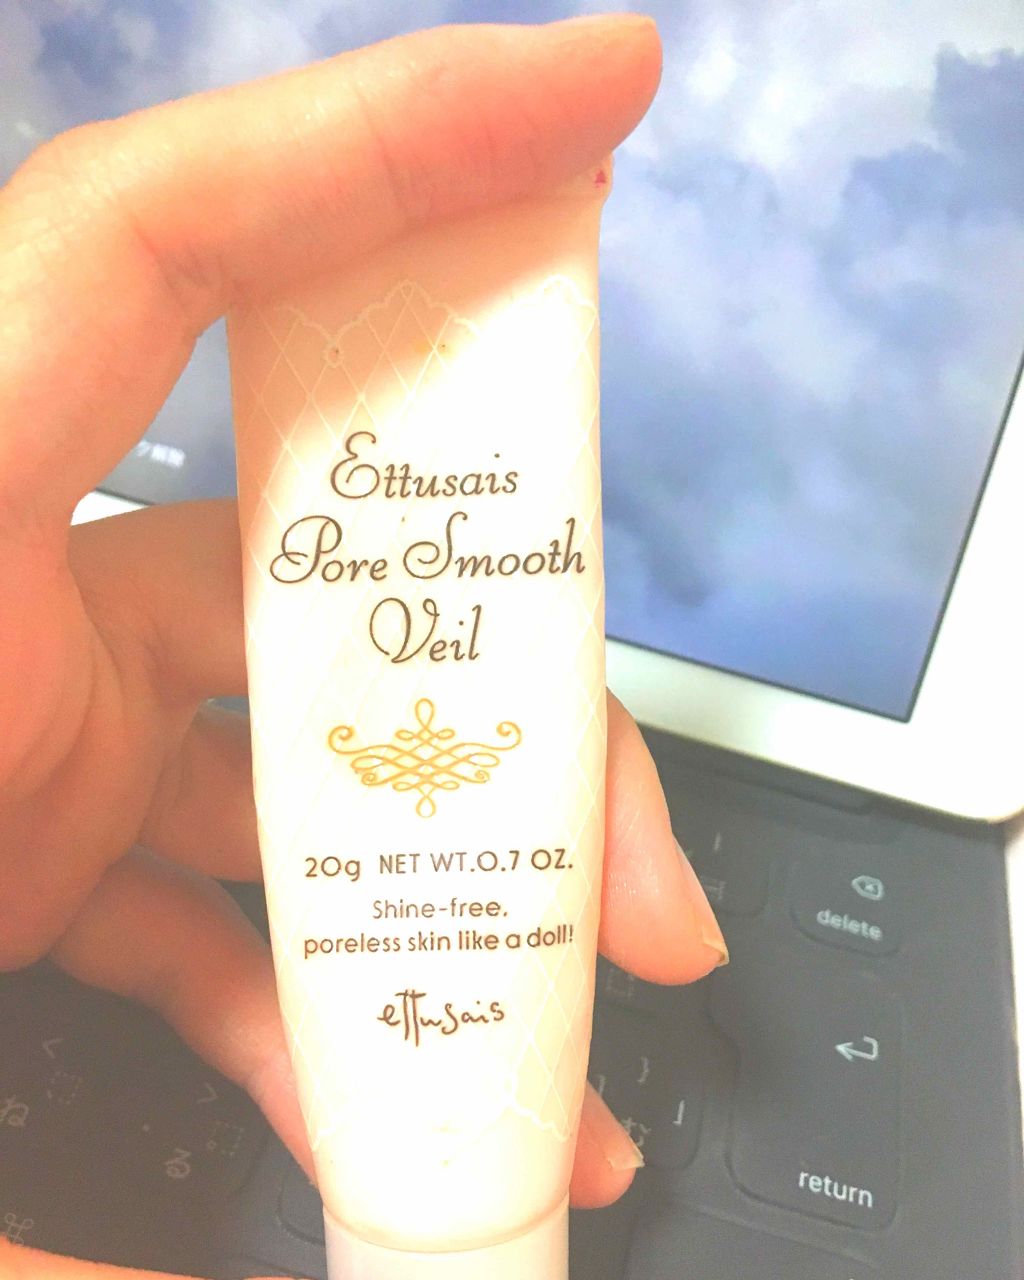 Ettusais
Pore Smooth
Veil
20g NET WT.0.7 OZ.
Shine-free,
poreless skin like a doll!
ettusais
delete
return